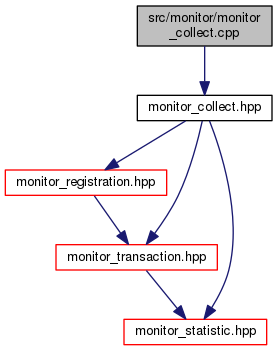 src/monitor/monitor
_collect.cpp
monitor_collect.hpp
monitor_registration.hpp
monitor_transaction.hpp
monitor_statistic.hpp